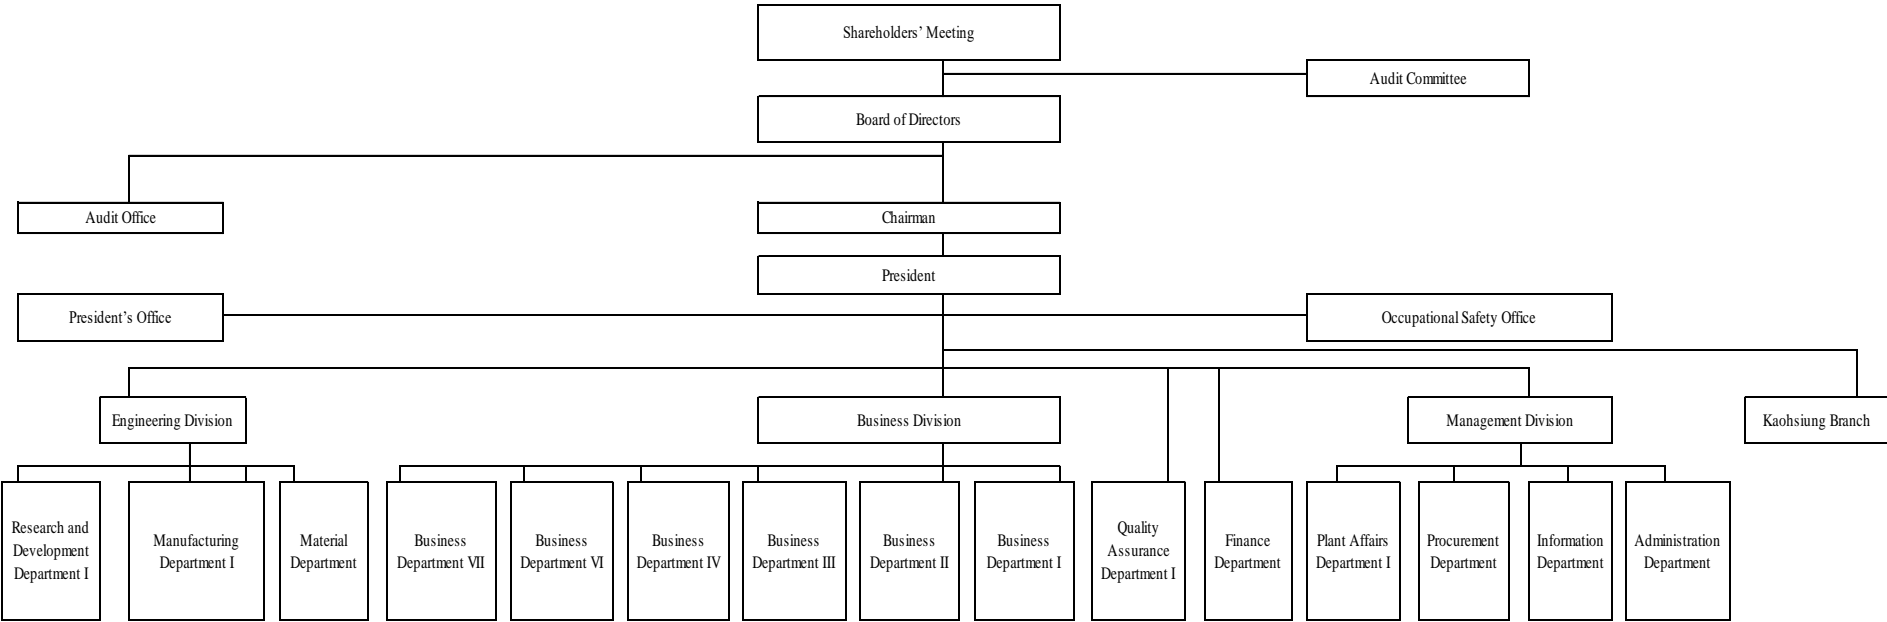 Shareholders’ Meeting
Audit Committee
Board of Directors
Audit Office
Chairman
President
President’s Office
Occupational Safety Office
Engineering Division
Business Division
Management Division
Kaohsiung Branch
Research and
Development
Department I
Manufacturing
Department I
Material
Department
Business
Department VII
Business
Department VI
Business
Department IV
Business
Department III
Business
Department II
Business
Department I
Quality
Assurance
Department I
Finance
Department
Plant Affairs
Department I
Procurement
Department
Information
Department
Administration
Department